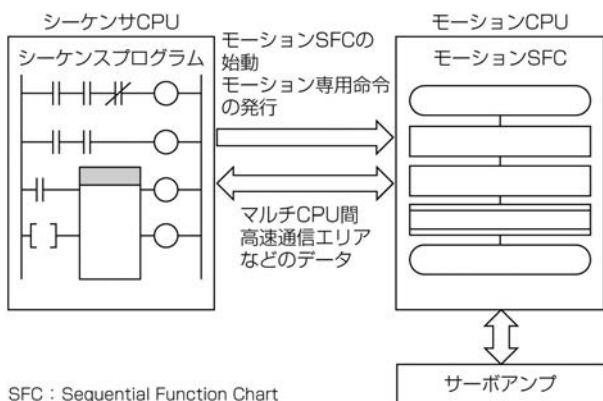 シーケンサCPU
シーケンスプログラム
モーションSFCの
始動
モーション専用命令
の発行
マルチCPU間
高速通信エリア
などのデータ
モーションCPU
モーションSFC
サーボアンプ
SFC：Sequential Function Chart